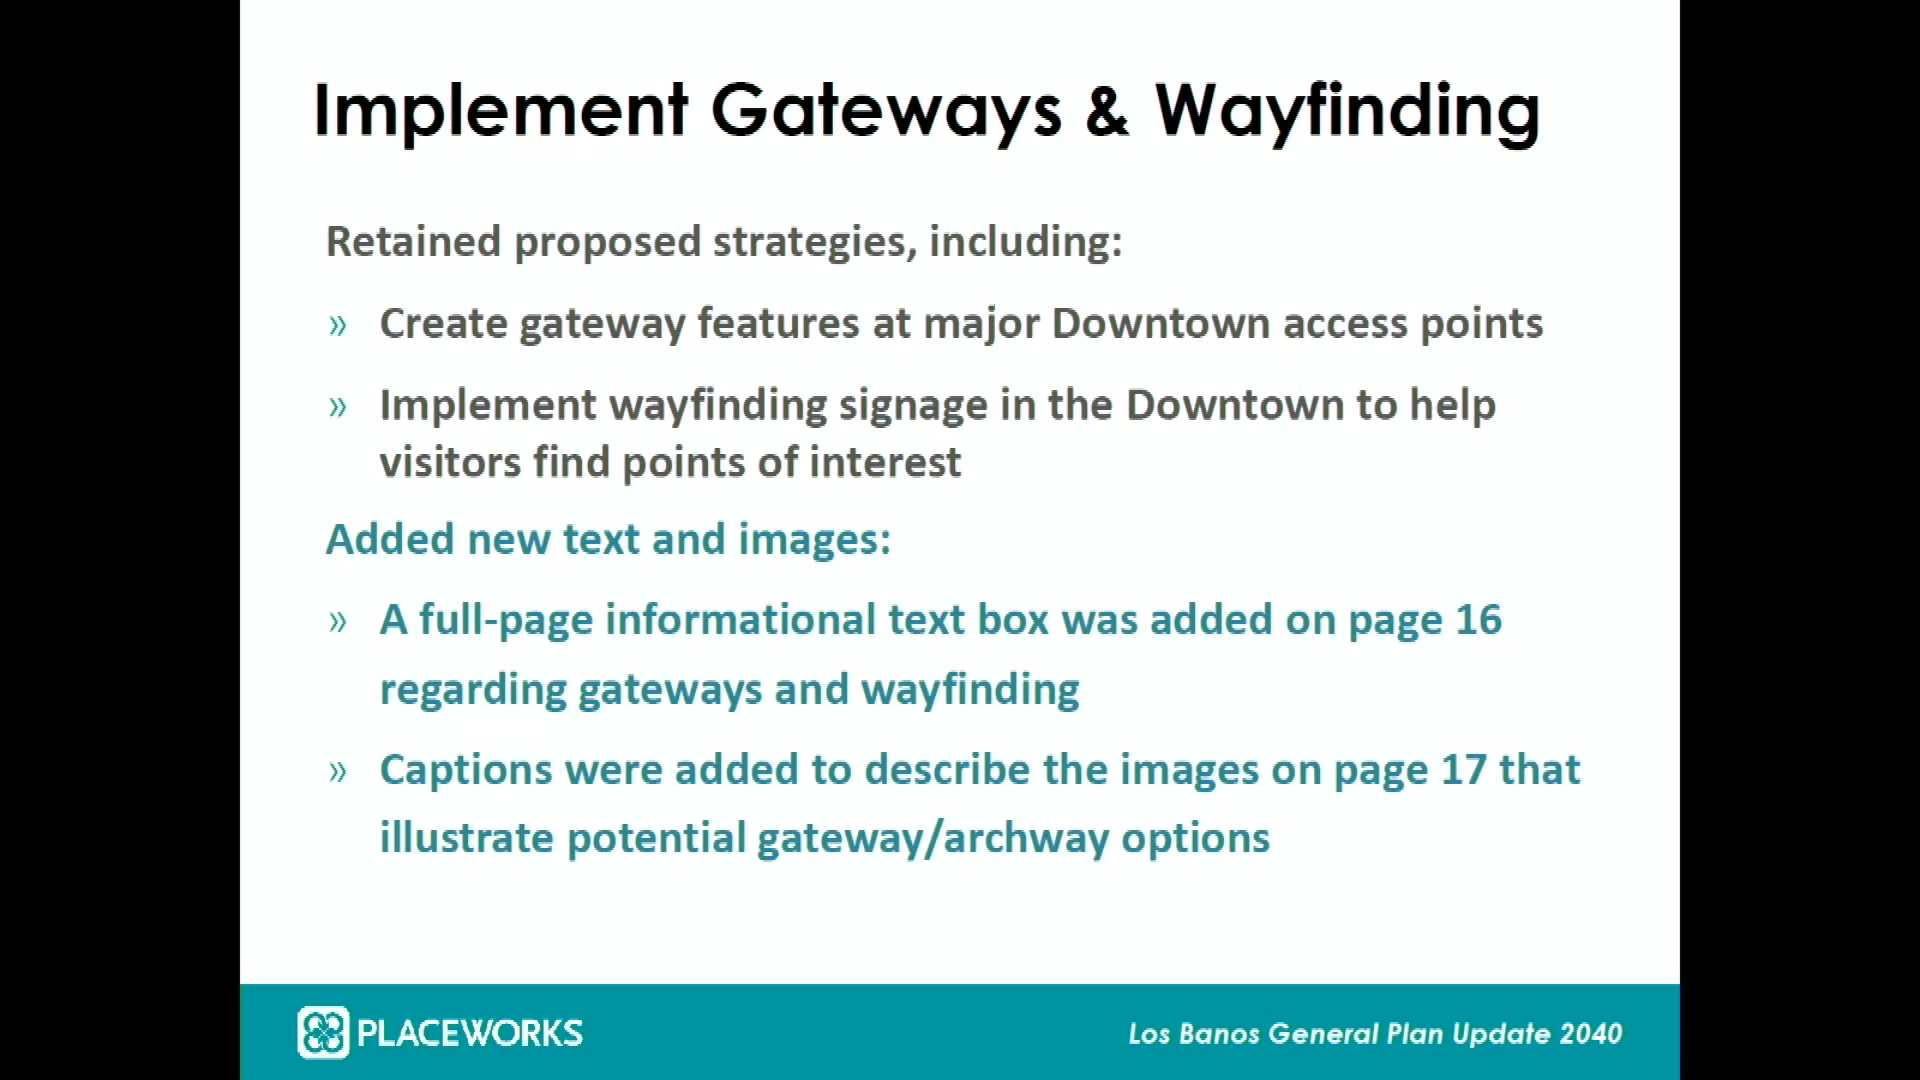 Implement Gateways & Wayfinding
Retained proposed strategies, including:
» Create gateway features at major Downtown access points
» Implement wayfinding signage in the Downtown to help
visitors find points of interest
Added new text and images:
» A full-page informational text box was added on page 16
regarding gateways and wayfinding
» Captions were added to describe the images on page 17 that
illustrate potential gateway/archway options
PLACEWORKS
Los Banos General Plan Update 2040